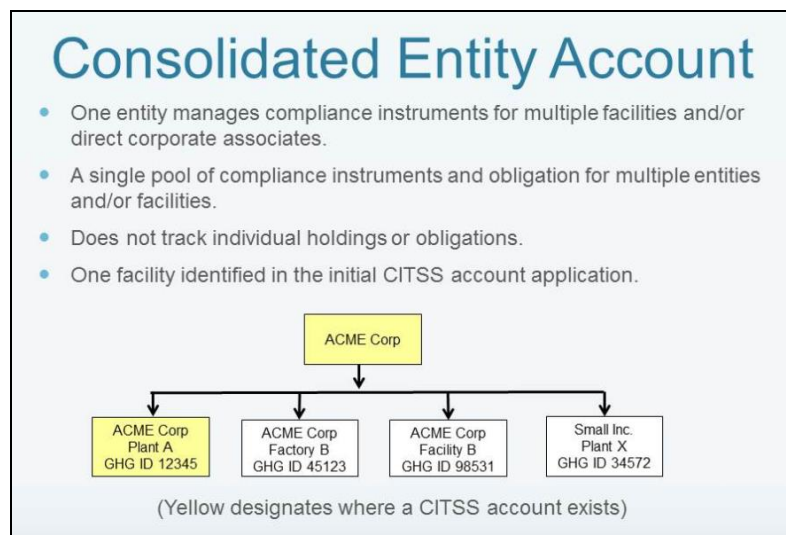 Consolidated Entity Account
• One entity manages compliance instruments for multiple facilities and/or
direct corporate associates.
• A single pool of compliance instruments and obligation for multiple entities
and/or facilities.
• Does not track individual holdings or obligations.
• One facility identified in the initial CITSS account application.
ACME Corp
ACME Corp
Plant A
GHG ID 12345
ACME Corp
Factory B
GHG ID 45123
ACME Corp
Facility B
GHG ID 98531
Small Inc.
Plant X
GHG ID 34572
(Yellow designates where a CITSS account exists)